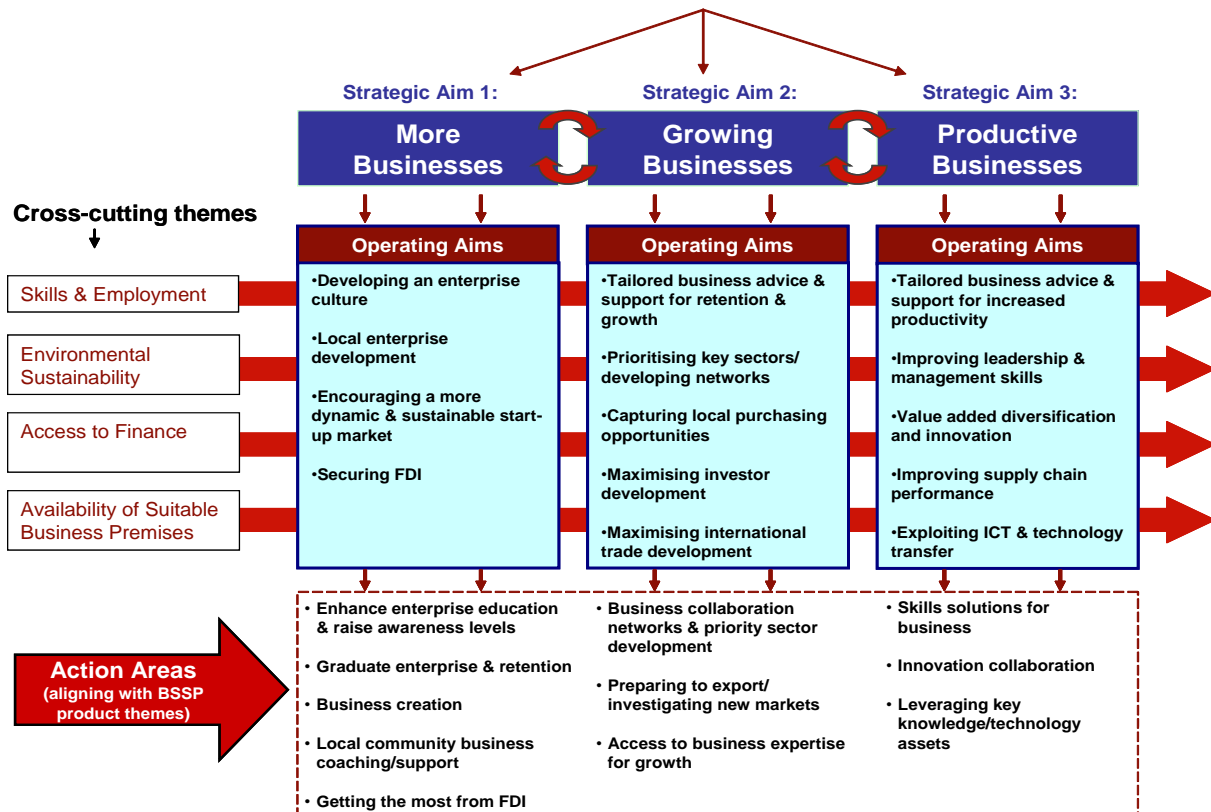 Strategic Aim 1:
More
Businesses
Strategic Aim 2:
Growing
Businesses
Strategic Aim 3:
Productive
Businesses
Cross-cutting themes
Skills & Employment
Environmental
Sustainability
Access to Finance
Availability of Suitable
Business Premises
Operating Aims
•Developing an enterprise
culture
•Local enterprise
development
•Encouraging a more
dynamic & sustainable start-
up market
•Securing FDI
Operating Aims
•Tailored business advice &
support for retention &
growth
•Prioritising key sectors/
developing networks
•Capturing local purchasing
opportunities
•Maximising investor
development
•Maximising international
trade development
Operating Aims
•Tailored business advice &
support for increased
productivity
•Improving leadership &
management skills
•Value added diversification
and innovation
•Improving supply chain
performance
•Exploiting ICT & technology
transfer
Action Areas
(aligning with BSSP
product themes)
• Enhance enterprise education
& raise awareness levels
• Graduate enterprise & retention
• Business creation
• Local community business
coaching/support
• Getting the most from FDI
• Business collaboration
networks & priority sector
development
• Preparing to export/
investigating new markets
• Access to business expertise
for growth
• Skills solutions for
business
• Innovation collaboration
• Leveraging key
knowledge/technology
assets